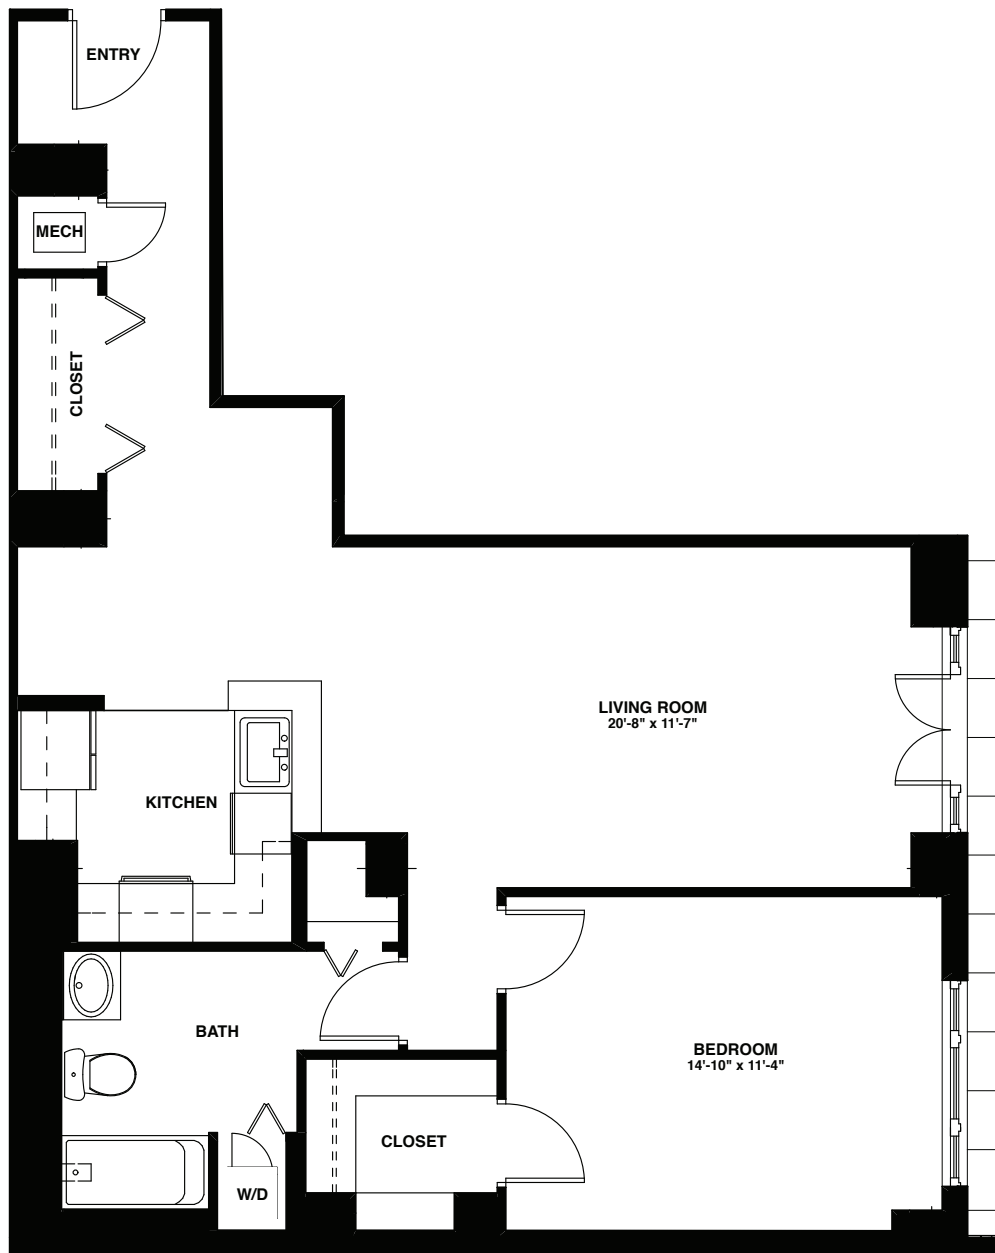 ENTRY
MECH
CLOSET
LIVING ROOM
20'-8" x 11'-7"
KITCHEN
BATH
BEDROOM
14'-10" x 11'-4"
CLOSET
W/D